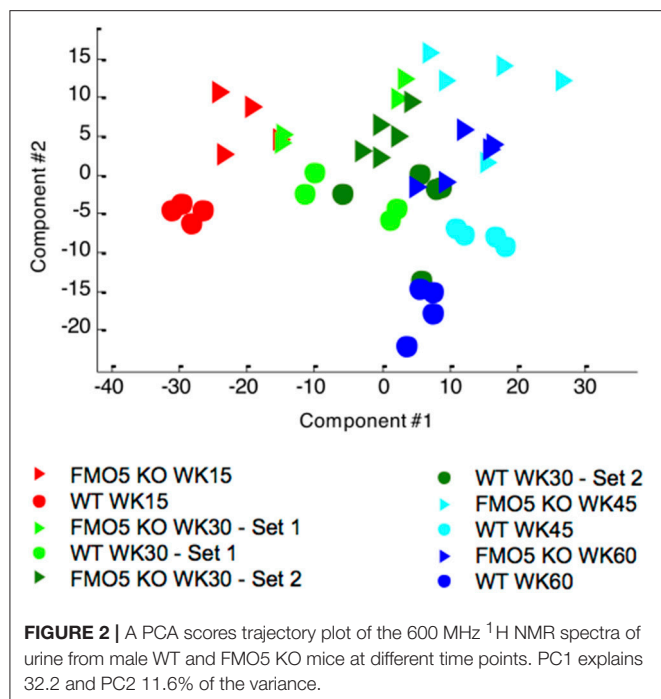 15
10
5
0
-5
-10
-15
-20
Component #2
-40 -30 -20 -10 0 10 20 30
Component #1
FMO5 KO WK15
WT WK15
FMO5 KO WK30 - Set 1
WT WK30 - Set 1
FMO5 KO WK30 - Set 2
WT WK30 - Set 2
FMO5 KO WK45
WT WK45
FMO5 KO WK60
WT WK60
FIGURE 2 | A PCA scores trajectory plot of the 600 MHz ¹H NMR spectra of
urine from male WT and FMO5 KO mice at different time points. PC1 explains
32.2 and PC2 11.6% of the variance.